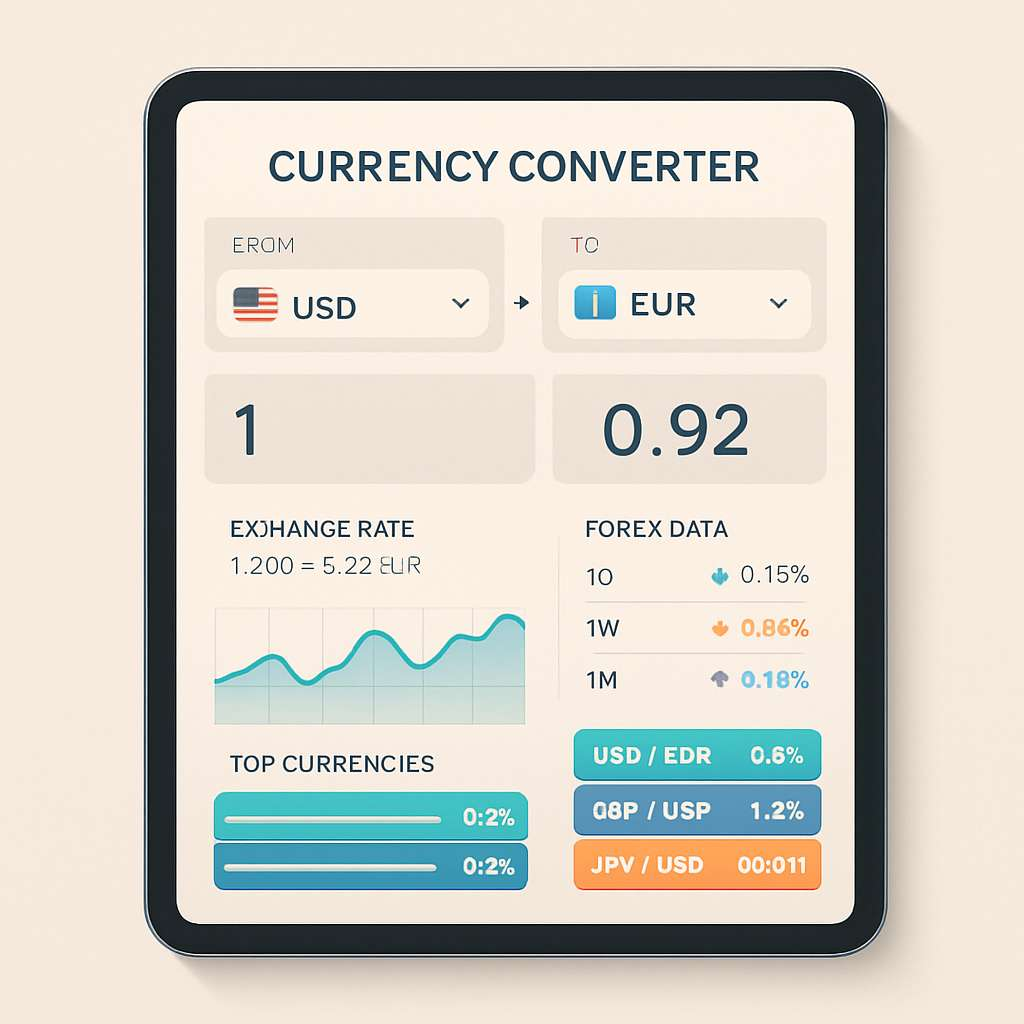 CURRENCY CONVERTER
EROM
TO
USD
EUR
1
0.92
EXCHANGE RATE
1.200 = 5.22 EUR
FOREX DATA
1O 0.15%
1W 0.86%
1M 0.18%
TOP CURRENCIES
0:2%
0:2%
USD / EDR 0.6%
G8P / USP 1.2%
JPV / USD 00:011